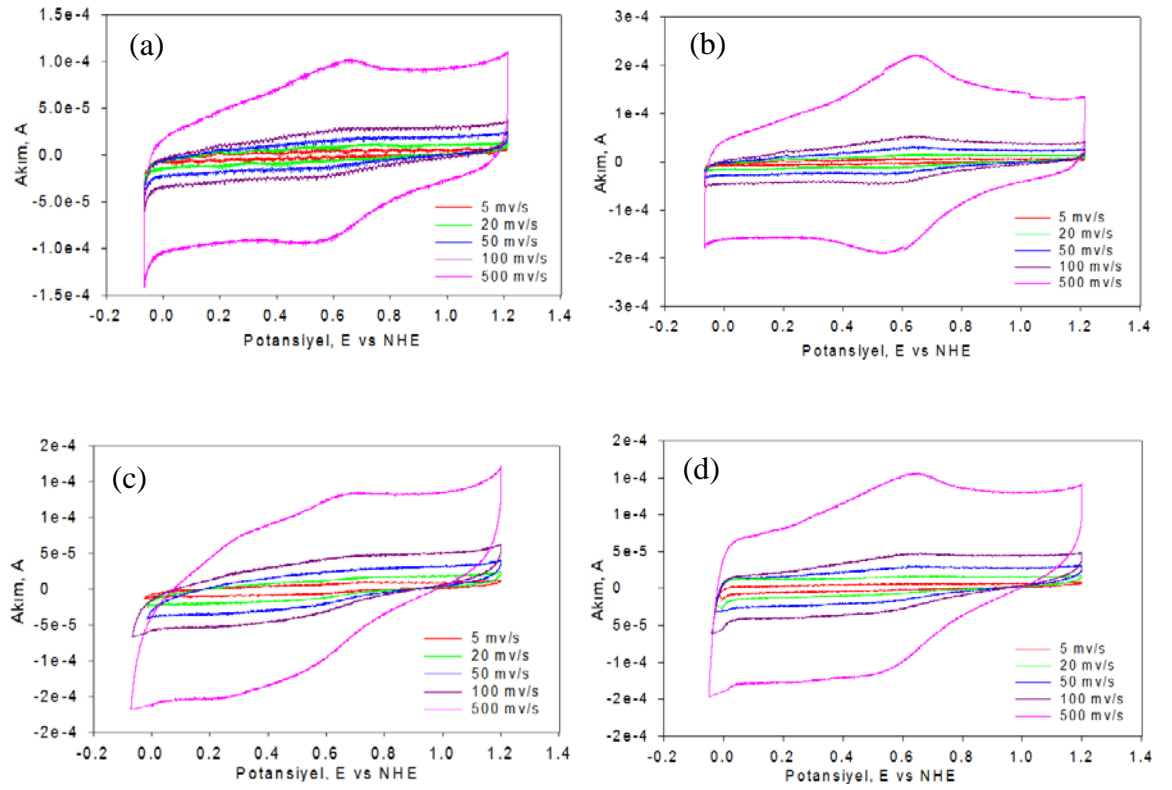 (a)
1.5e-4
1.0e-4
5.0e-5
0.0
-5.0e-5
-1.0e-4
-1.5e-4
Akım, A
5 mv/s
20 mv/s
50 mv/s
100 mv/s
500 mv/s
-0.2 0.0 0.2 0.4 0.6 0.8 1.0 1.2 1.4
Potansiyel, E vs NHE
(b)
3e-4
2e-4
1e-4
0
-1e-4
-2e-4
-3e-4
Akım, A
5 mv/s
20 mv/s
50 mv/s
100 mv/s
500 mv/s
-0.2 0.0 0.2 0.4 0.6 0.8 1.0 1.2 1.4
Potansiyel, E vs NHE
(c)
2e-4
2e-4
1e-4
5e-5
0
-5e-5
-1e-4
-2e-4
-2e-4
Akım, A
5 mv/s
20 mv/s
50 mv/s
100 mv/s
500 mv/s
-0.2 0.0 0.2 0.4 0.6 0.8 1.0 1.2 1.4
Potansiyel, E vs NHE
(d)
2e-4
2e-4
1e-4
5e-5
0
-5e-5
-1e-4
-2e-4
-2e-4
Akım, A
5 mv/s
20 mv/s
50 mv/s
100 mv/s
500 mv/s
-0.2 0.0 0.2 0.4 0.6 0.8 1.0 1.2 1.4
Potansiyel, E vs NHE